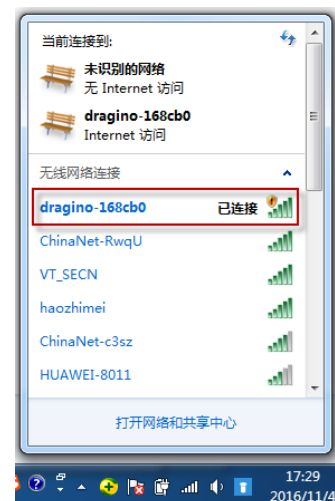 当前连接到:
未识别的网络
无 Internet 访问
dragino-168cb0
Internet 访问
无线网络连接
dragino-168cb0 已连接
ChinaNet-RwqU
VT_SECN
haozhimei
ChinaNet-c3sz
HUAWEI-8011
打开网络和共享中心
17:29
2016/11/4